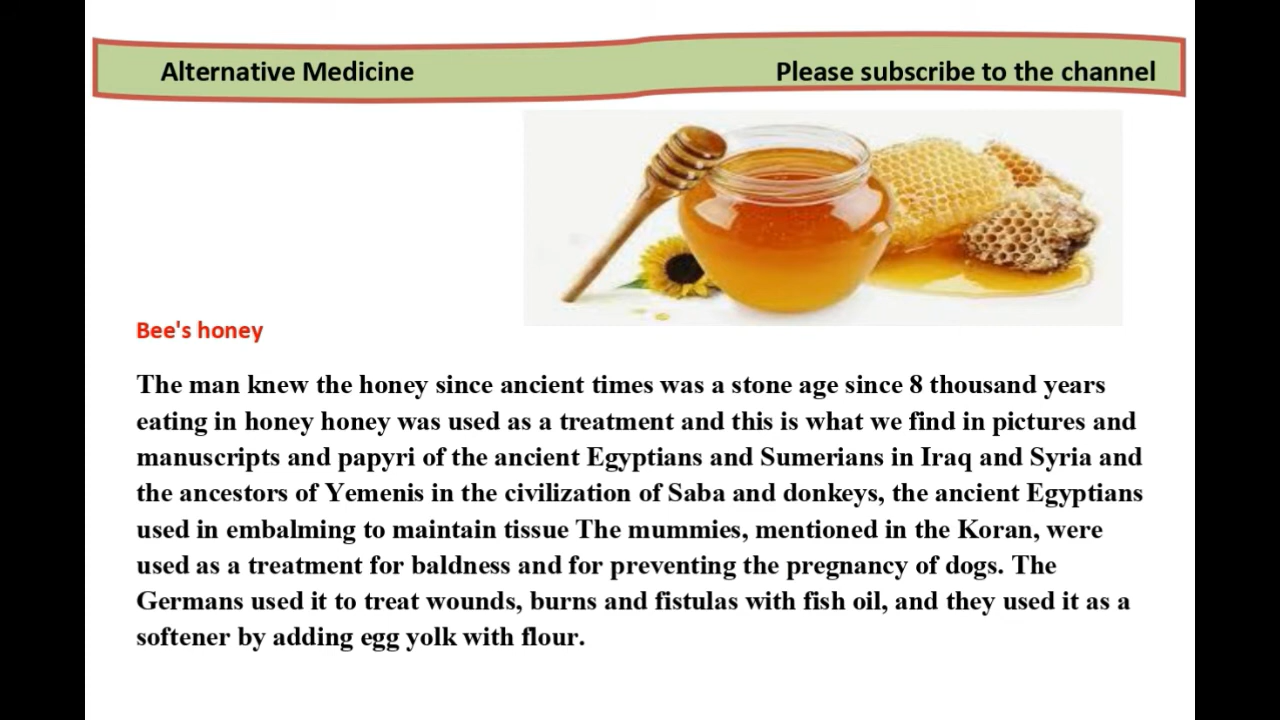 Alternative Medicine
Please subscribe to the channel
Bee's honey
The man knew the honey since ancient times was a stone age since 8 thousand years
eating in honey honey was used as a treatment and this is what we find in pictures and
manuscripts and papyri of the ancient Egyptians and Sumerians in Iraq and Syria and
the ancestors of Yemenis in the civilization of Saba and donkeys, the ancient Egyptians
used in embalming to maintain tissue The mummies, mentioned in the Koran, were
used as a treatment for baldness and for preventing the pregnancy of dogs. The
Germans used it to treat wounds, burns and fistulas with fish oil, and they used it as a
softener by adding egg yolk with flour.